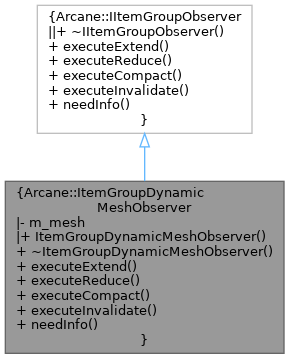 {Arcane::IItemGroupObserver
||+ ~IItemGroupObserver()
+ executeExtend()
+ executeReduce()
+ executeCompact()
+ executeInvalidate()
+ needInfo()
}
{Arcane::ItemGroupDynamic
MeshObserver
|- m_mesh
|+ ItemGroupDynamicMeshObserver()
+ ~ItemGroupDynamicMeshObserver()
+ executeExtend()
+ executeReduce()
+ executeCompact()
+ executeInvalidate()
+ needInfo()
}